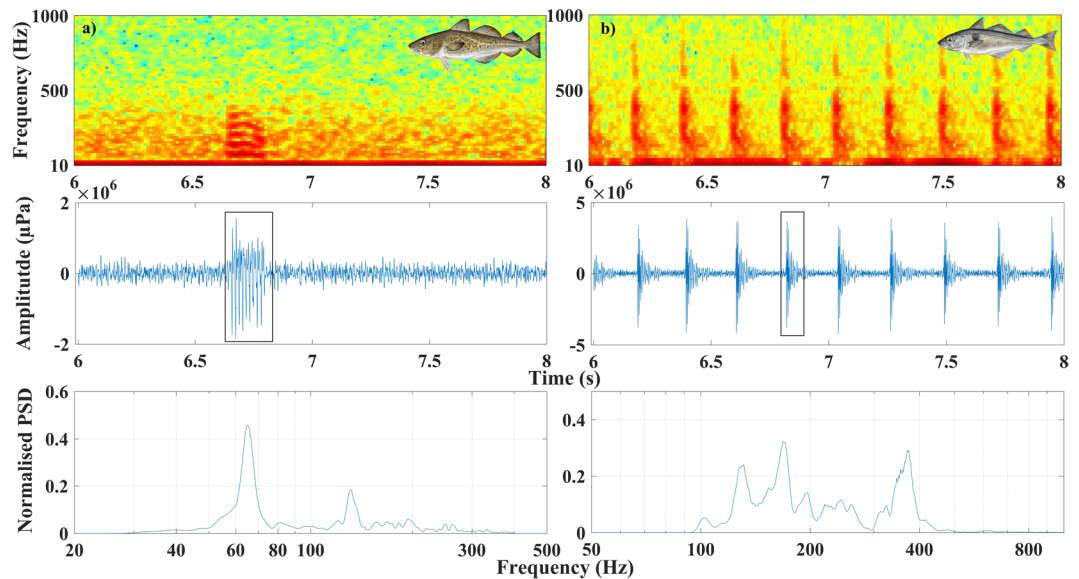 1000
a)
b)
1000
Frequency (Hz)
500
500
10
10
6 6.5 7 7.5 8
6 6.5 7 7.5 8
×10⁶
×10⁶
Amplitutde (µPa)
2
0
-2
5
0
-5
6 6.5 7 7.5 8
6 6.5 7 7.5 8
Time (s)
Normalised PSD
0.6
0.4
0.2
0
0.4
0.2
0
20 40 60 80 100 300 500
50 100 200 400 800
Frequency (Hz)